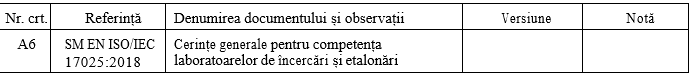 Nr. crt. Referință Denumirea documentului și observații Versiune Notă
A6 SM EN ISO/IEC 17025:2018 Cerințe generale pentru competența laboratoarelor de încercări și etalonări